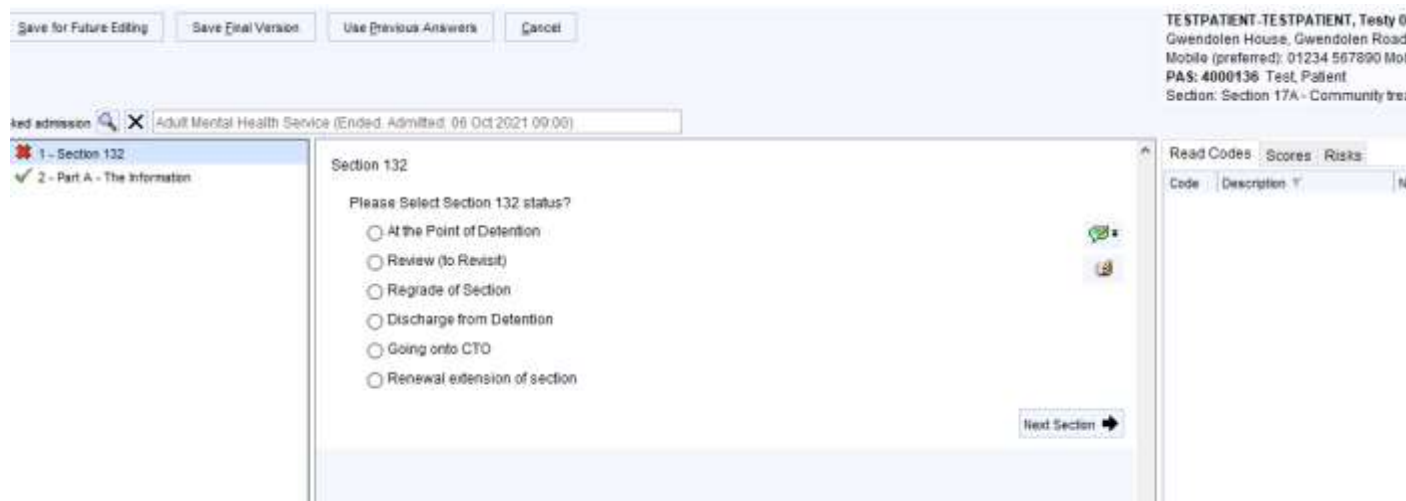 Save for Future Editing Save Final Version Use Previous Answers Cancel
TESTPATIENT-TESTPATIENT, Testy 0
Gwendolen House, Gwendolen Road
Mobile (preferred): 01234 567890 Mo
PAS: 4000136 Test, Patient
Section: Section 17A - Community trea
ked admission Adult Mental Health Service (Ended. Admitted: 06 Oct 2021 09:00)
1 - Section 132
2 - Part A - The Information
Section 132
Please Select Section 132 status?
At the Point of Detention
Review (to Revisit)
Regrade of Section
Discharge from Detention
Going onto CTO
Renewal extension of section
Next Section
Read Codes Scores Risks
Code Description N